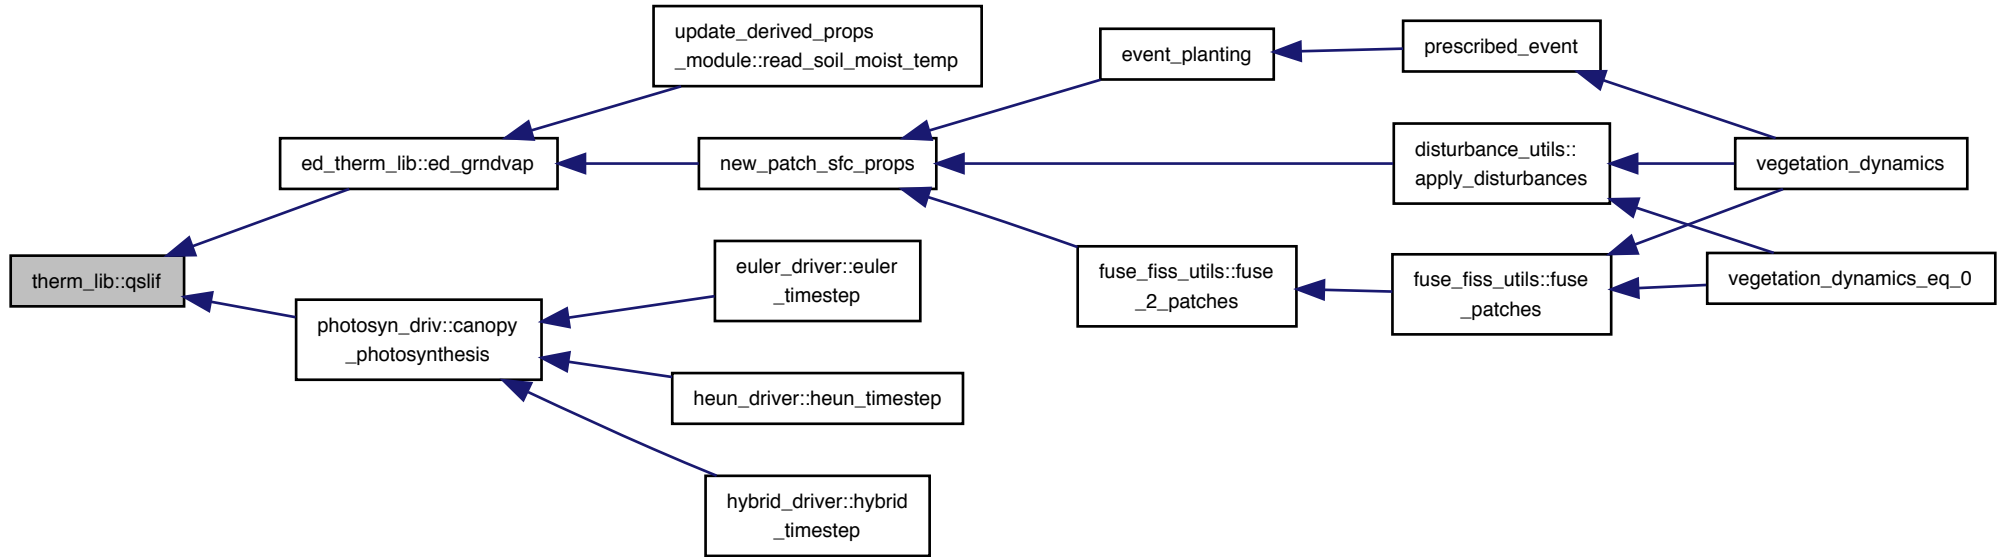 update_derived_props
_module::read_soil_moist_temp
event_planting
prescribed_event
ed_therm_lib::ed_grndvap
new_patch_sfc_props
disturbance_utils::
apply_disturbances
vegetation_dynamics
therm_lib::qslif
euler_driver::euler
_timestep
fuse_fiss_utils::fuse
_2_patches
fuse_fiss_utils::fuse
_patches
vegetation_dynamics_eq_0
photosyn_driv::canopy
_photosynthesis
heun_driver::heun_timestep
hybrid_driver::hybrid
_timestep